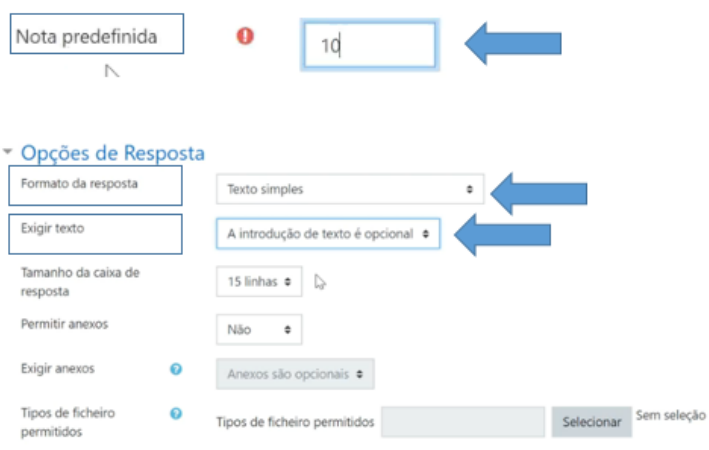 Nota predefinida
10
Opções de Resposta
Formato da resposta
Texto simples
Exigir texto
A introdução de texto é opcional
Tamanho da caixa de
resposta
15 linhas
Permitir anexos
Não
Exigir anexos
Anexos são opcionais
Tipos de ficheiro
permitidos
Tipos de ficheiro permitidos
Selecionar
Sem seleção